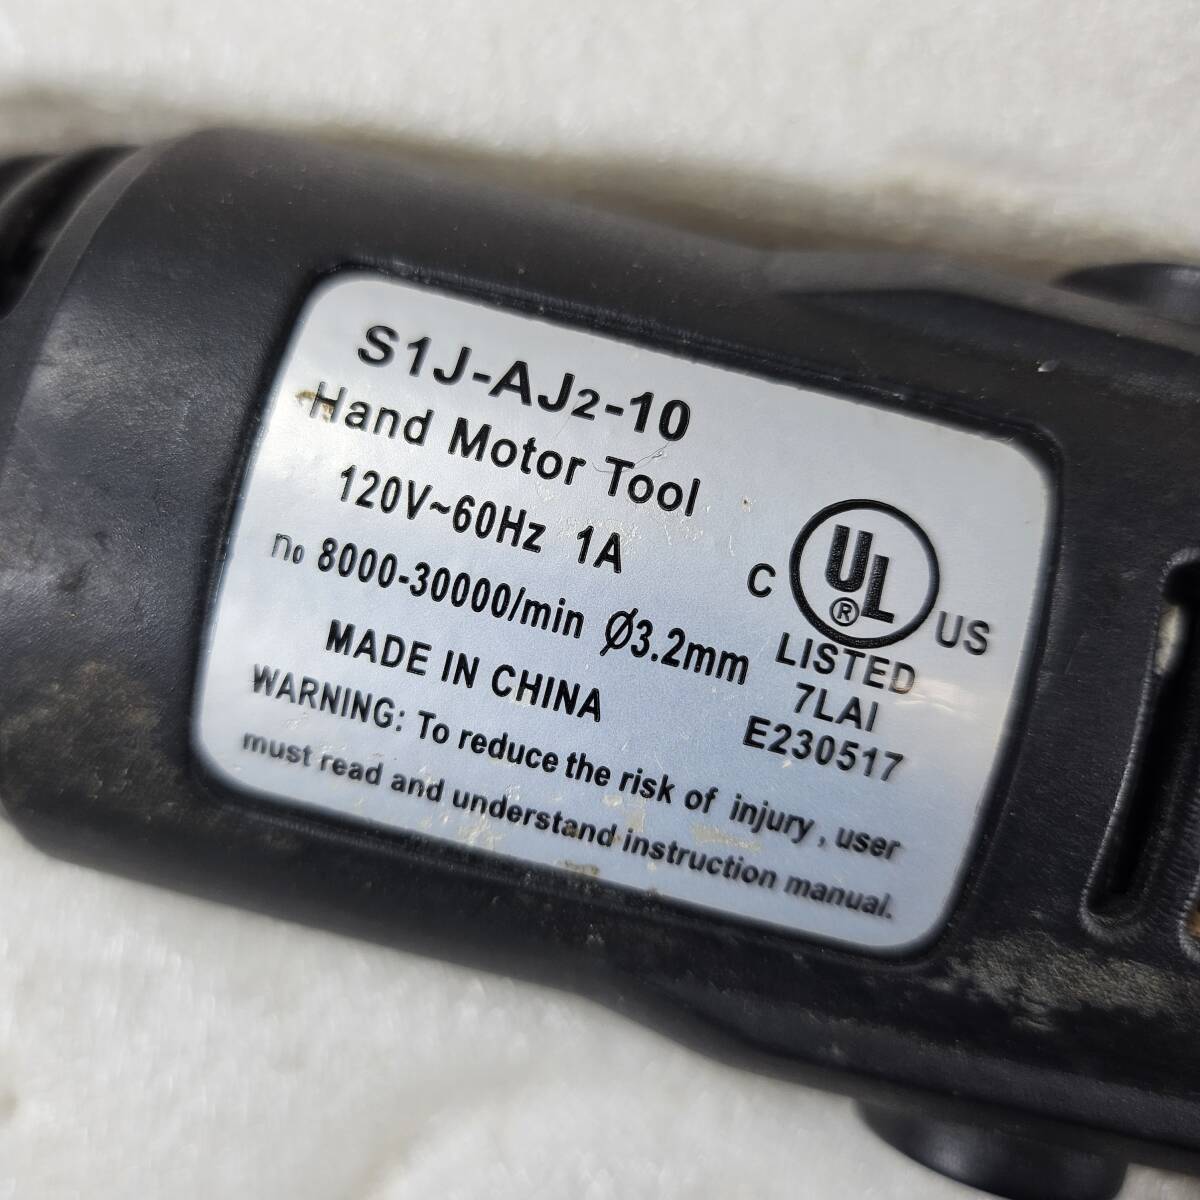 S1J-AJ2-10
Hand Motor Tool
120V~60Hz 1A
n₀ 8000-30000/min Ø3.2mm
MADE IN CHINA
C UL ® US
LISTED
7LAI
E230517
WARNING: To reduce the risk of injury, user
must read and understand instruction manual.